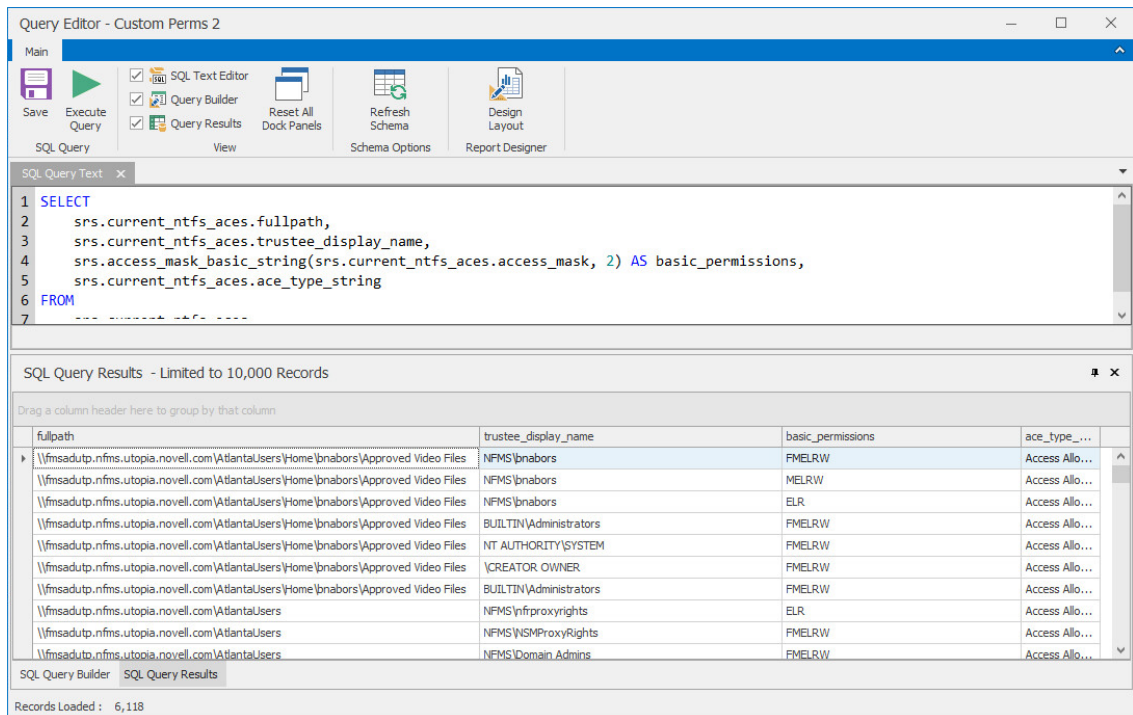 Query Editor - Custom Perms 2
Main
Save
Execute Query
SQL Text Editor
Query Builder
Query Results
Reset All Dock Panels
Refresh Schema
Design Layout
SQL Query
View
Schema Options
Report Designer
SQL Query Text
1 SELECT
2 srs.current_ntfs_aces.fullpath,
3 srs.current_ntfs_aces.trustee_display_name,
4 srs.access_mask_basic_string(srs.current_ntfs_aces.access_mask, 2) AS basic_permissions,
5 srs.current_ntfs_aces.ace_type_string
6 FROM
7 srs.current_ntfs_aces
SQL Query Results - Limited to 10,000 Records
Drag a column header here to group by that column
fullpath trustee_display_name basic_permissions ace_type_...
\\fmsadutp.nfms.utopia.novell.com\AtlantaUsers\Home\bnabors\Approved Video Files NFMS\bnabors FMELRW Access Allo...
\\fmsadutp.nfms.utopia.novell.com\AtlantaUsers\Home\bnabors\Approved Video Files NFMS\bnabors MELRW Access Allo...
\\fmsadutp.nfms.utopia.novell.com\AtlantaUsers\Home\bnabors\Approved Video Files NFMS\bnabors ELR Access Allo...
\\fmsadutp.nfms.utopia.novell.com\AtlantaUsers\Home\bnabors\Approved Video Files BUILTIN\Administrators FMELRW Access Allo...
\\fmsadutp.nfms.utopia.novell.com\AtlantaUsers\Home\bnabors\Approved Video Files NT AUTHORITY\SYSTEM FMELRW Access Allo...
\\fmsadutp.nfms.utopia.novell.com\AtlantaUsers\Home\bnabors\Approved Video Files \CREATOR OWNER FMELRW Access Allo...
\\fmsadutp.nfms.utopia.novell.com\AtlantaUsers\Home\bnabors\Approved Video Files BUILTIN\Administrators FMELRW Access Allo...
\\fmsadutp.nfms.utopia.novell.com\AtlantaUsers NFMS\nfrproxyrights ELR Access Allo...
\\fmsadutp.nfms.utopia.novell.com\AtlantaUsers NFMS\NSMProxyRights FMELRW Access Allo...
\\fmsadutp.nfms.utopia.novell.com\AtlantaUsers NFMS\Domain Admins FMELRW Access Allo...
SQL Query Builder SQL Query Results
Records Loaded : 6,118